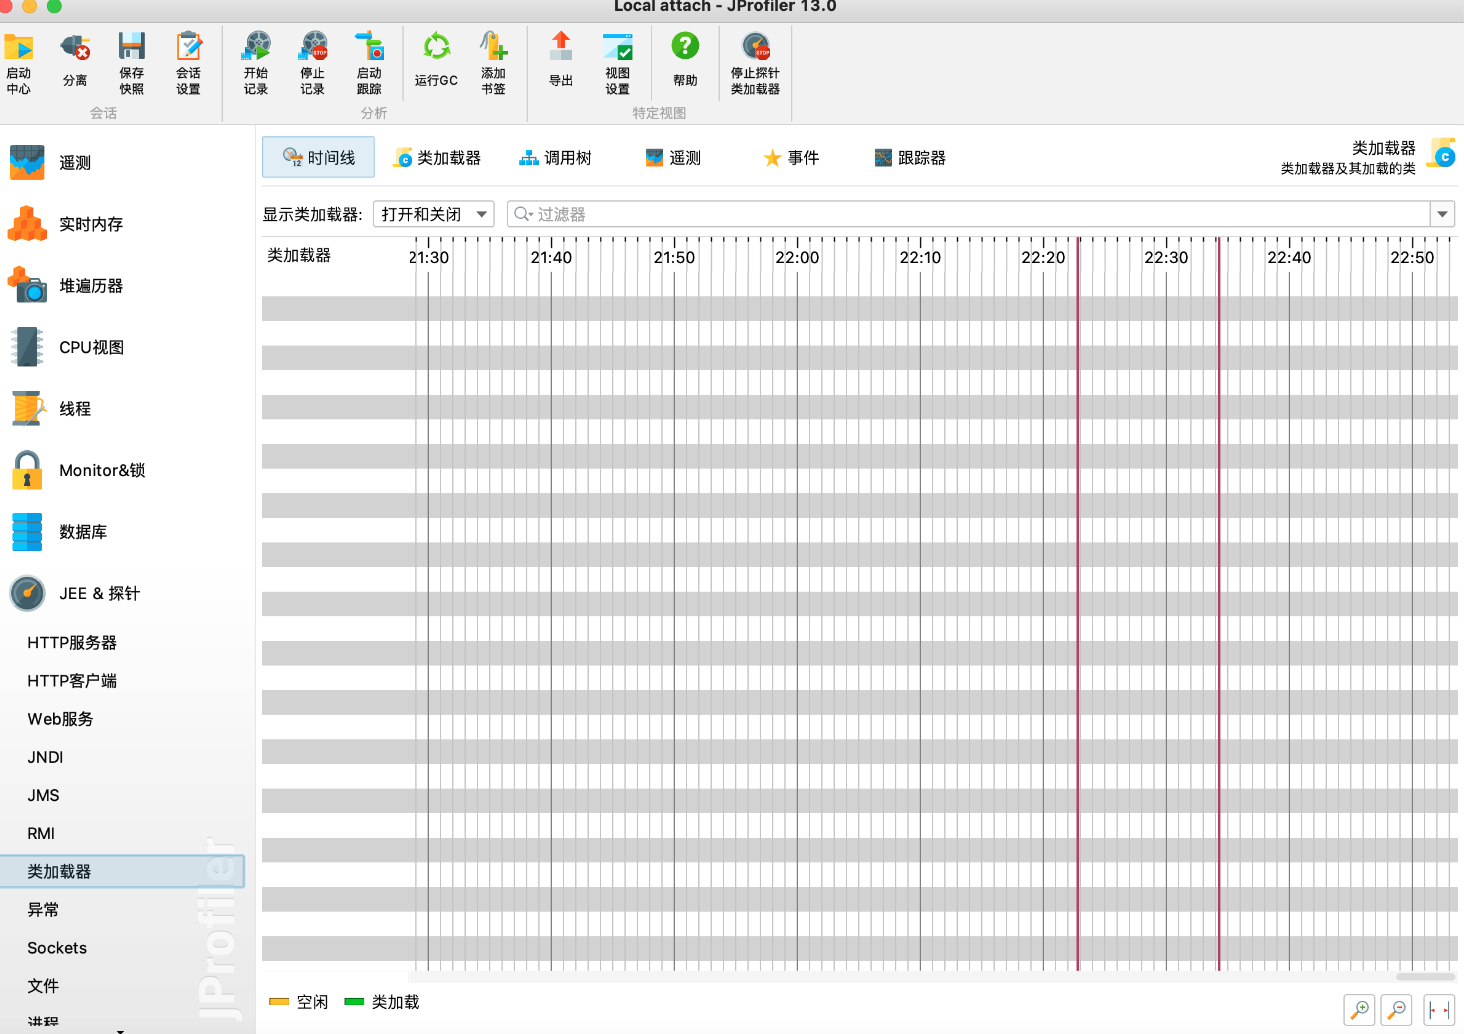 Local attach - JProfiler 13.0
启动
中心
分离
保存
快照
会话
设置
开始
记录
停止
记录
启动
跟踪
运行GC
添加
书签
导出
视图
设置
帮助
停止探针
类加载器
会话
分析
特定视图
遥测
实时内存
堆遍历器
CPU视图
线程
Monitor&锁
数据库
JEE & 探针
HTTP服务器
HTTP客户端
Web服务
JNDI
JMS
RMI
类加载器
异常
Sockets
文件
进程
JProfiler
时间线
类加载器
调用树
遥测
事件
跟踪器
类加载器
类加载器及其加载的类
显示类加载器: 打开和关闭 过滤器
类加载器 21:30 21:40 21:50 22:00 22:10 22:20 22:30 22:40 22:50
空闲 类加载